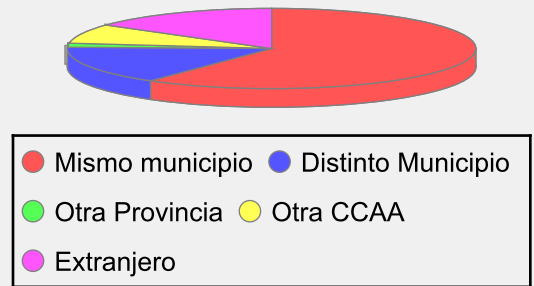 Mismo municipio Distinto Municipio
Otra Provincia Otra CCAA
Extranjero